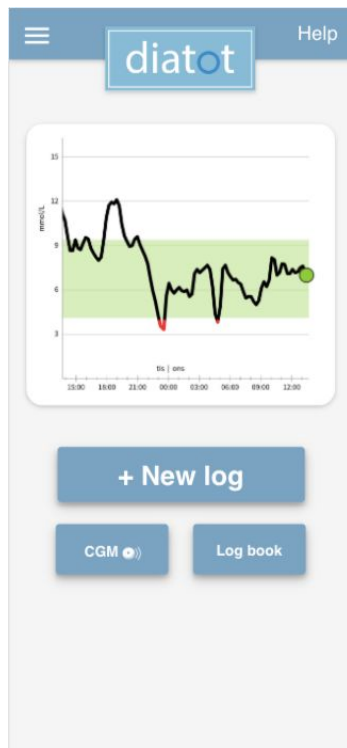 Help
diatot
15
12
mmol/L
9
6
3
tis | ons
15:00 18:00 21:00 00:00 03:00 06:00 09:00 12:00
+ New log
CGM
Log book